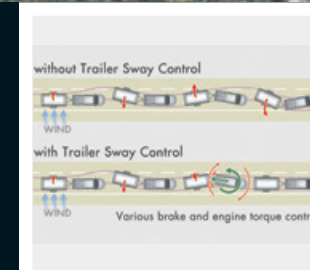 without Trailer Sway Control
WIND
with Trailer Sway Control
WIND
Various brake and engine torque contr